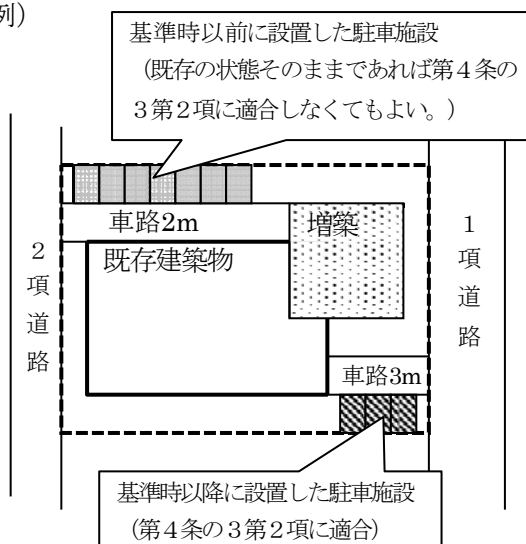 例)
基準時以前に設置した駐車施設
(既存の状態そのままであれば第4条の
3第2項に適合しなくてもよい。)
車路2m
増築
既存建築物
2項道路
1項道路
車路3m
基準時以降に設置した駐車施設
(第4条の3第2項に適合)